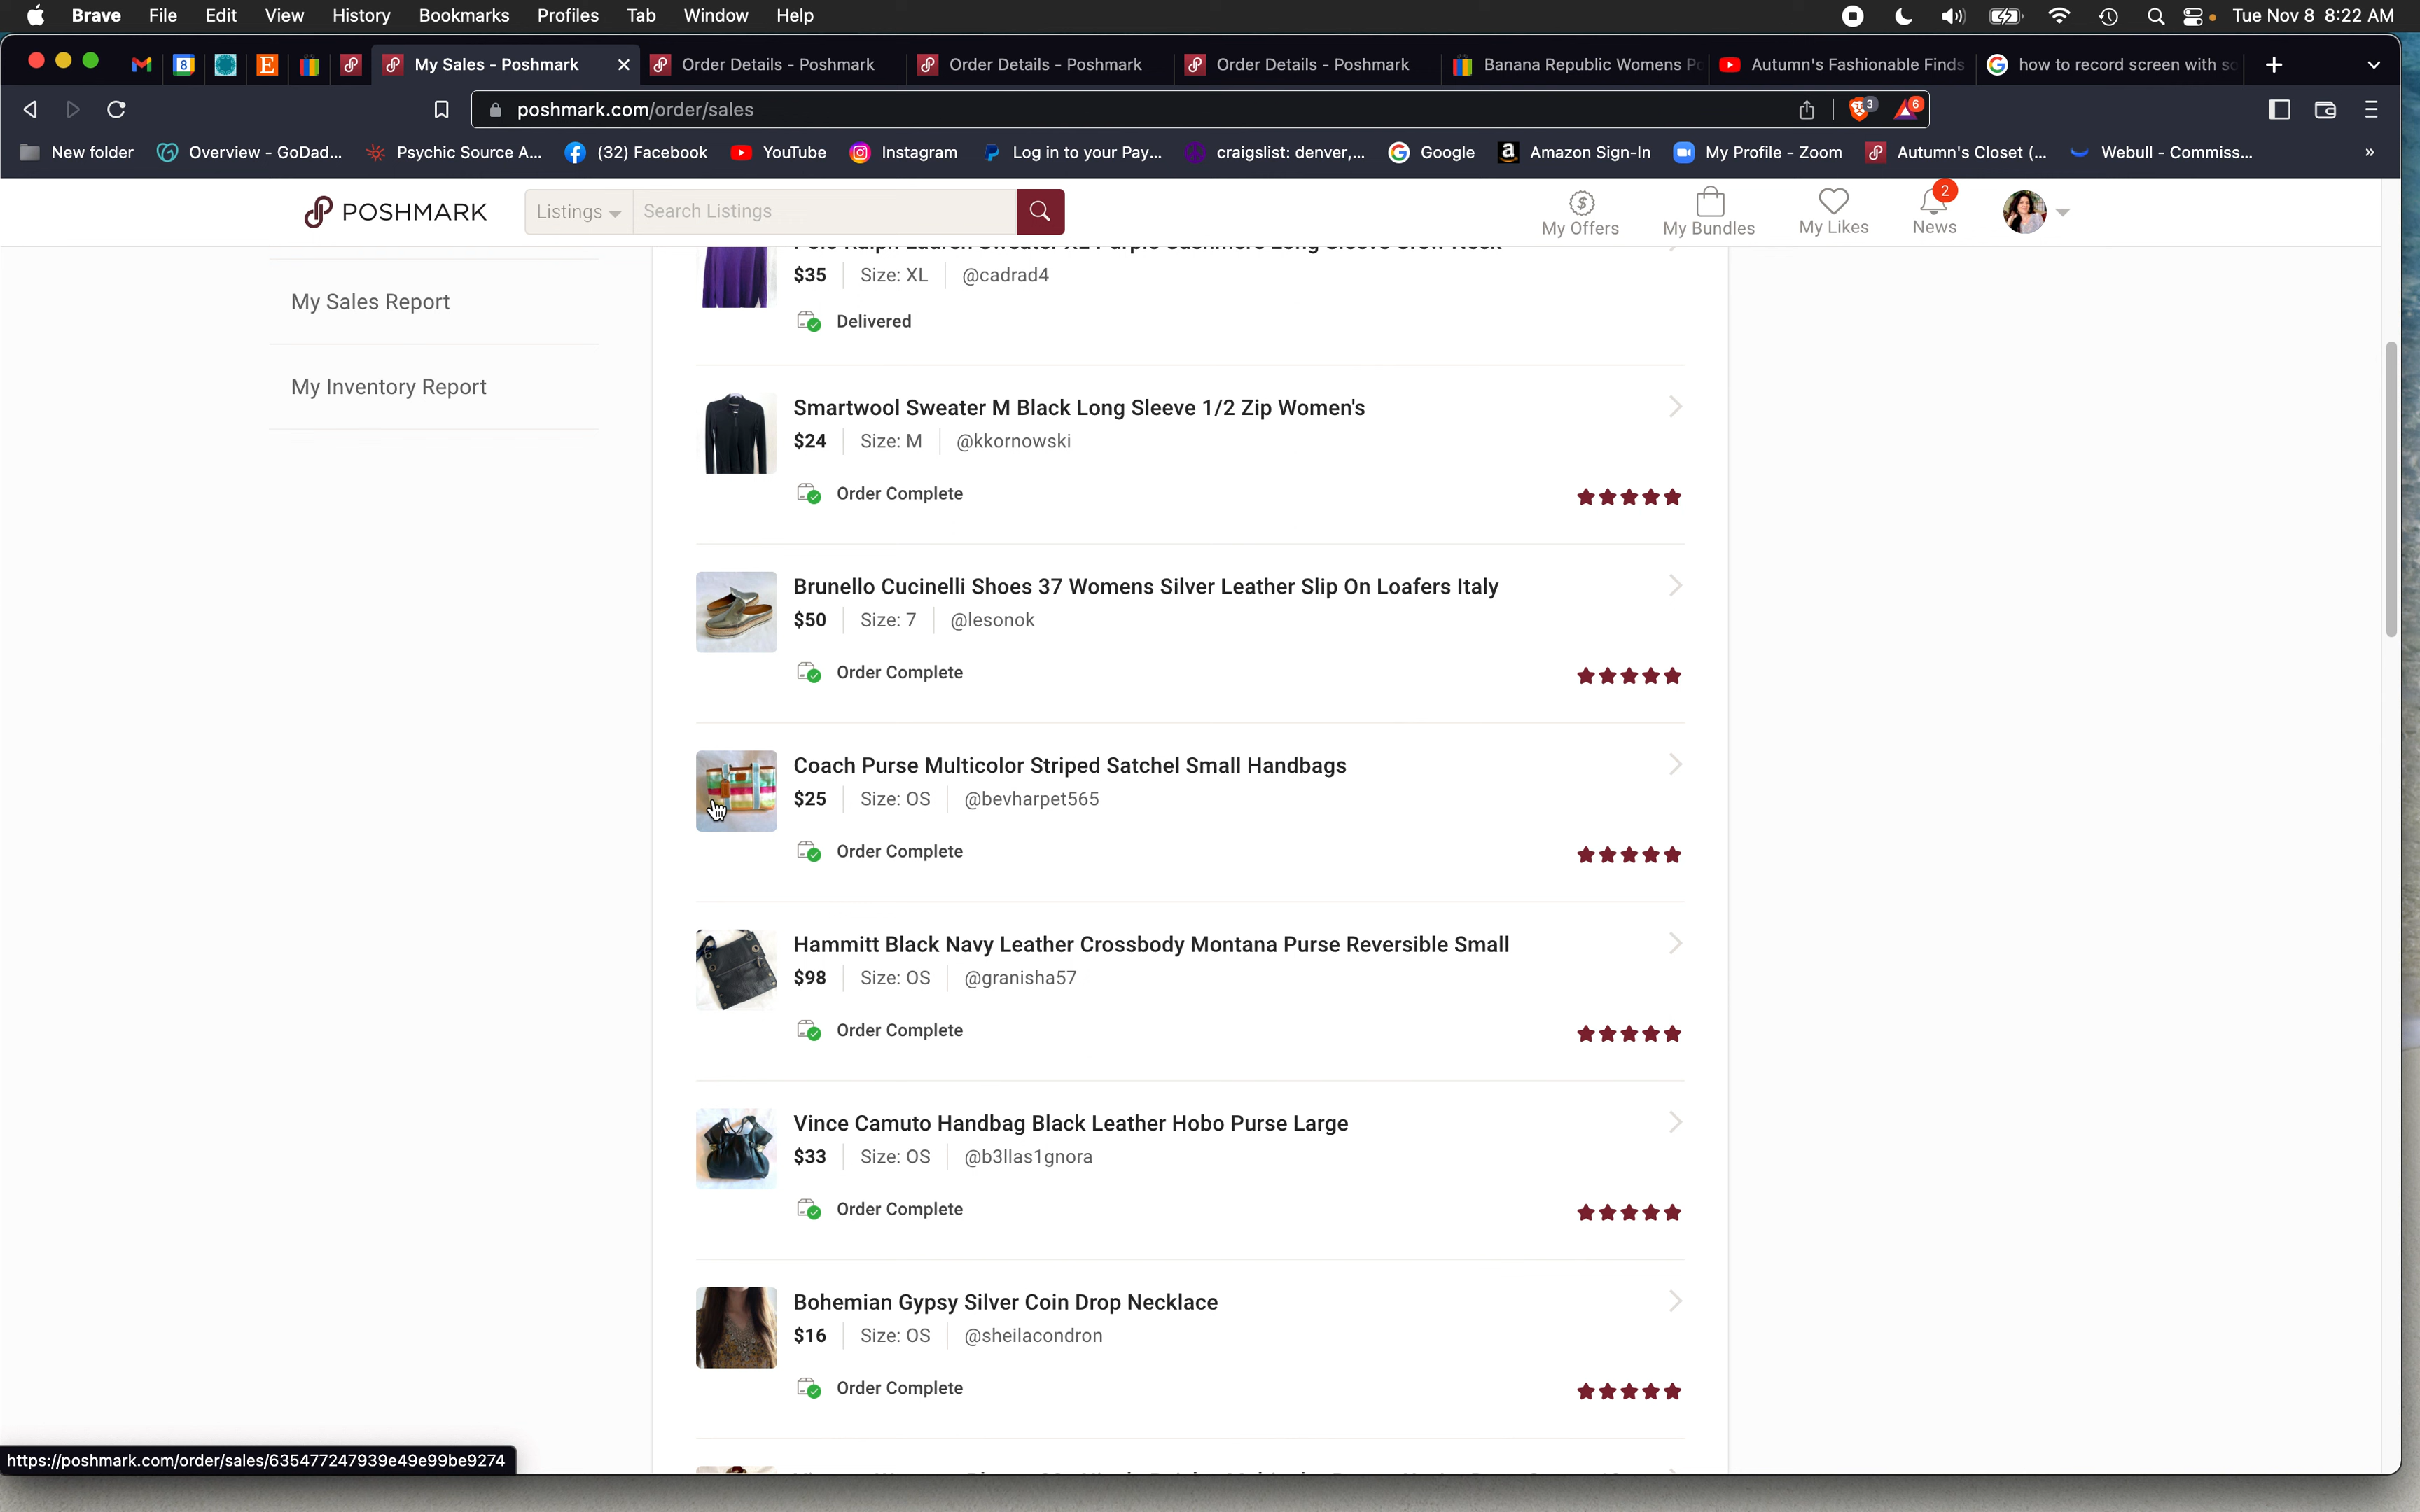 Brave File Edit View History Bookmarks Profiles Tab Window Help Tue Nov 8 8:22 AM
8 E My Sales - Poshmark Order Details - Poshmark Order Details - Poshmark Order Details - Poshmark Banana Republic Womens Autumn's Fashionable Finds how to record screen with
poshmark.com/order/sales 3 6
New folder Overview - GoDad... Psychic Source A... (32) Facebook YouTube Instagram Log in to your Pay... craigslist: denver,... Google Amazon Sign-In My Profile - Zoom Autumn's Closet (... Webull - Commiss... »
POSHMARK Listings Search Listings My Offers My Bundles My Likes 2 News
My Sales Report
My Inventory Report
$35 Size: XL @cadrad4
Delivered
Smartwool Sweater M Black Long Sleeve 1/2 Zip Women's
$24 Size: M @kkornowski
Order Complete
Brunello Cucinelli Shoes 37 Womens Silver Leather Slip On Loafers Italy
$50 Size: 7 @lesonok
Order Complete
Coach Purse Multicolor Striped Satchel Small Handbags
$25 Size: OS @bevharpet565
Order Complete
Hammitt Black Navy Leather Crossbody Montana Purse Reversible Small
$98 Size: OS @granisha57
Order Complete
Vince Camuto Handbag Black Leather Hobo Purse Large
$33 Size: OS @b3llas1gnora
Order Complete
Bohemian Gypsy Silver Coin Drop Necklace
$16 Size: OS @sheilacondron
Order Complete
https://poshmark.com/order/sales/635477247939e49e99be9274